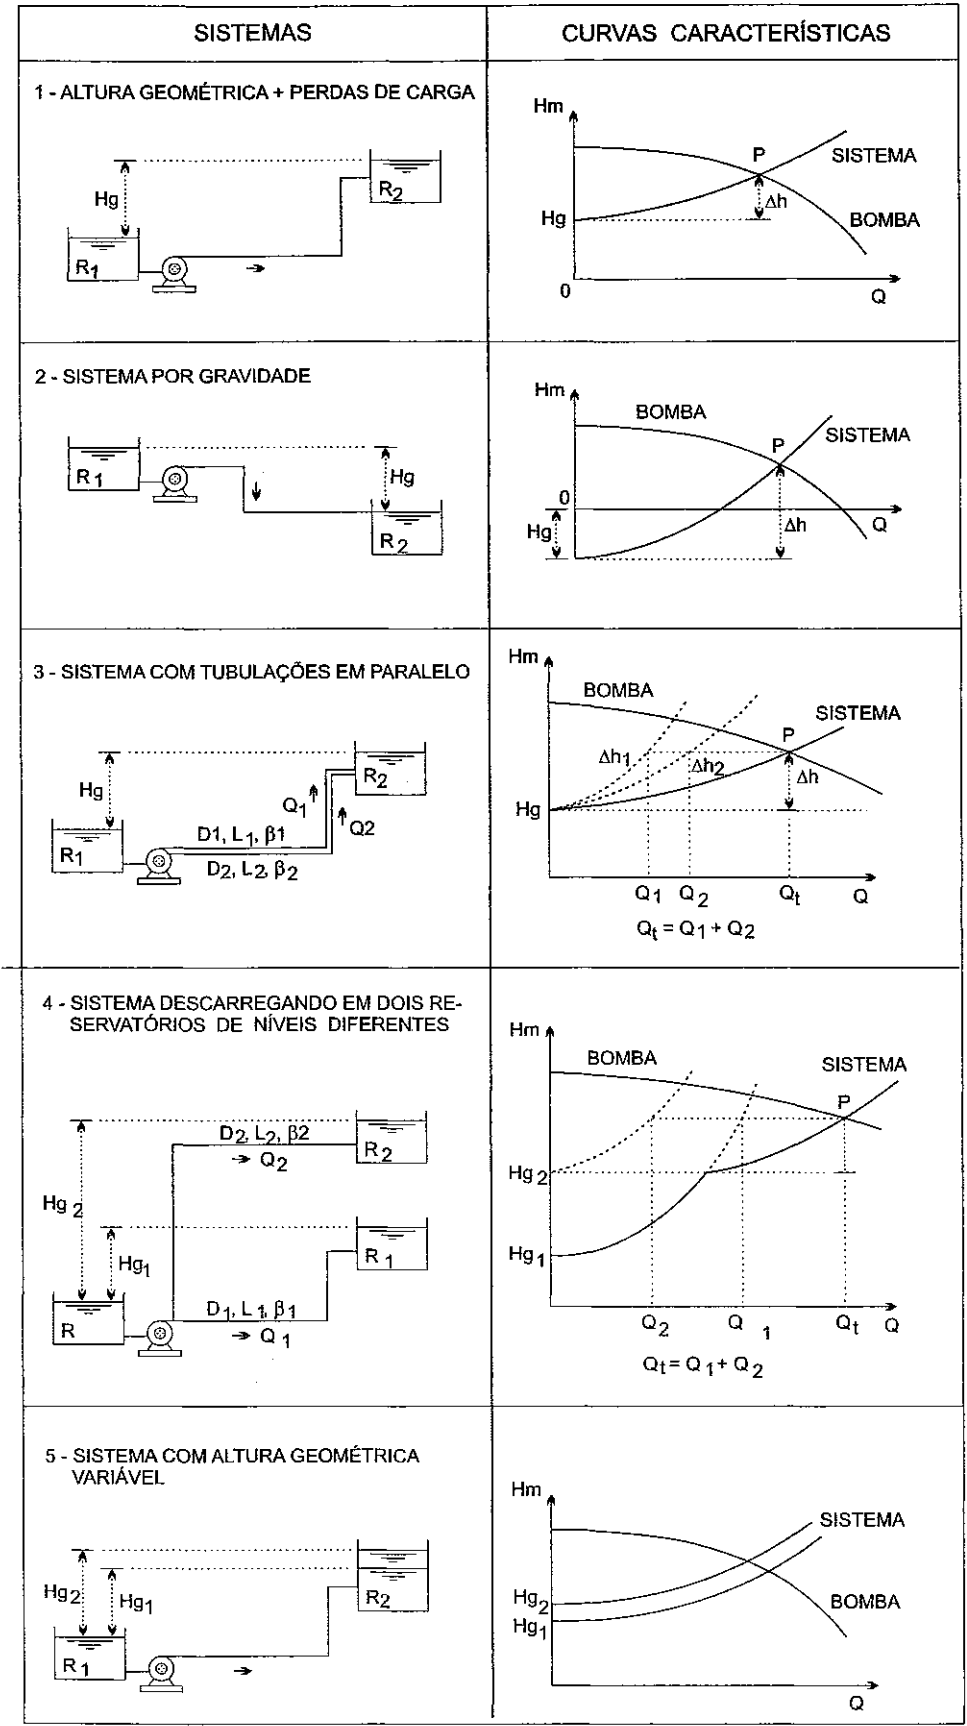 SISTEMAS
CURVAS CARACTERÍSTICAS
1 - ALTURA GEOMÉTRICA + PERDAS DE CARGA
Hg
R1
R2
Hm
P
SISTEMA
Δh
Hg
BOMBA
0
Q
2 - SISTEMA POR GRAVIDADE
R1
Hg
R2
Hm
BOMBA
SISTEMA
P
0
Q
Hg
Δh
3 - SISTEMA COM TUBULAÇÕES EM PARALELO
Hg
R2
Q1
Q2
D1, L1, β1
R1
D2, L2, β2
Hm
BOMBA
SISTEMA
P
Δh1
Δh2
Δh
Hg
Q1 Q2 Qt Q
Qt = Q1 + Q2
4 - SISTEMA DESCARREGANDO EM DOIS RE-
SERVATÓRIOS DE NÍVEIS DIFERENTES
D2, L2, β2
R2
Q2
Hg2
Hg1
R1
D1, L1, β1
R
Q1
Hm
BOMBA
SISTEMA
P
Hg2
Hg1
Q2 Q1 Qt Q
Qt = Q1 + Q2
5 - SISTEMA COM ALTURA GEOMÉTRICA
VARIÁVEL
Hg2 Hg1
R2
R1
Hm
SISTEMA
Hg2
BOMBA
Hg1
Q